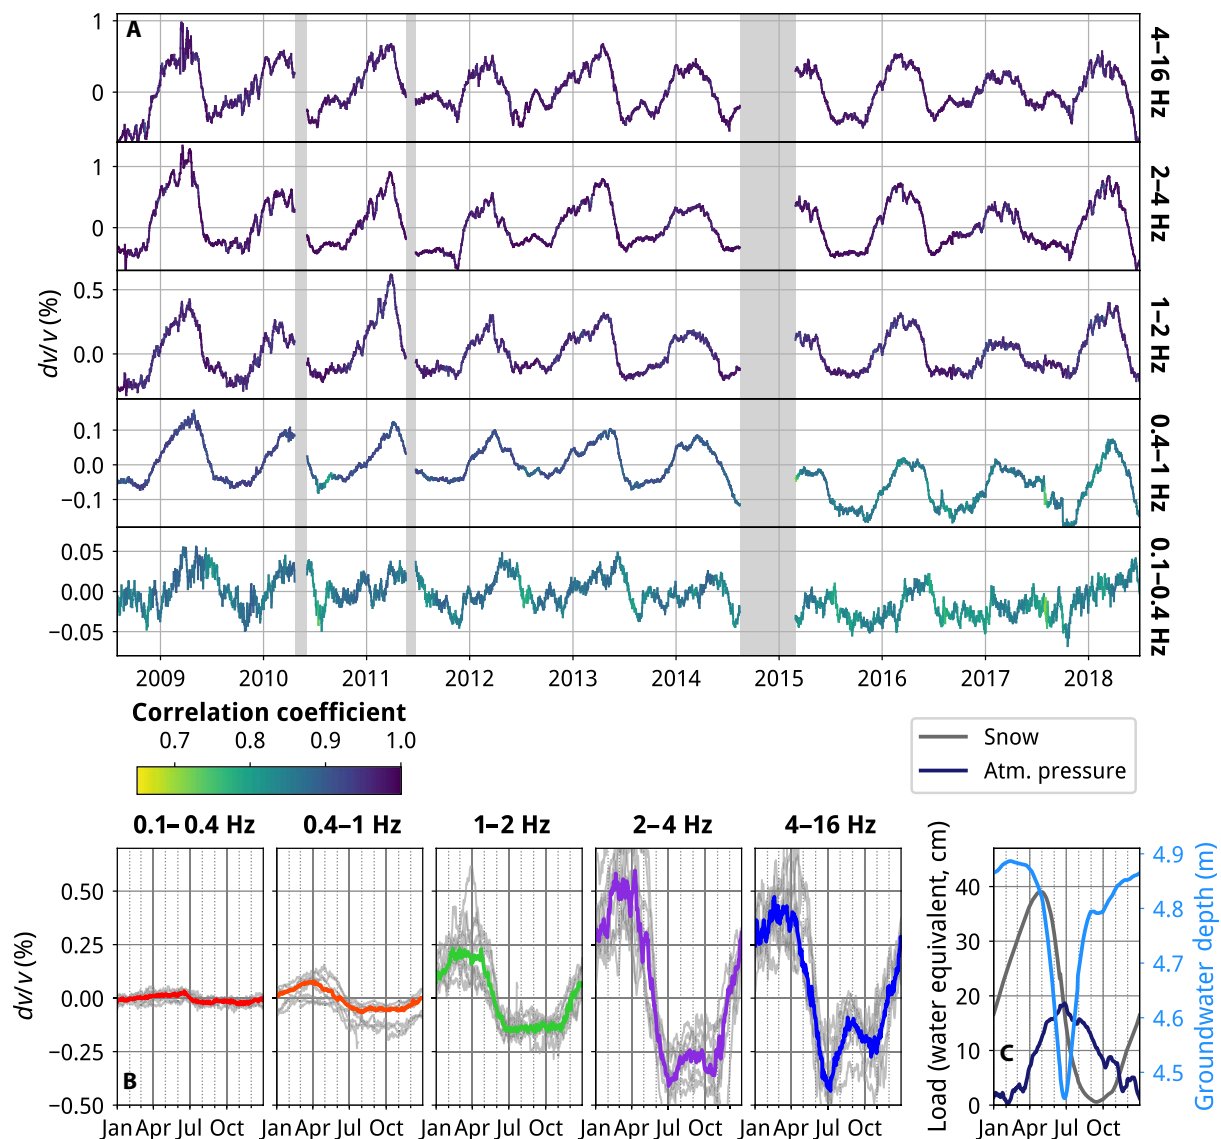 A
1
0
4–16 Hz
1
0
2–4 Hz
dv/v (%)
0.5
0.0
1–2 Hz
0.1
0.0
−0.1
0.4–1 Hz
0.05
0.00
−0.05
0.1–0.4 Hz
2009 2010 2011 2012 2013 2014 2015 2016 2017 2018
Correlation coefficient
0.7 0.8 0.9 1.0
Snow
Atm. pressure
0.1–0.4 Hz 0.4–1 Hz 1–2 Hz 2–4 Hz 4–16 Hz
dv/v (%)
0.50
0.25
0.00
−0.25
−0.50
B
Jan Apr Jul Oct
Jan Apr Jul Oct
Jan Apr Jul Oct
Jan Apr Jul Oct
Jan Apr Jul Oct
Load (water equivalent, cm)
40
30
20
10
0
C
4.9
4.8
4.7
4.6
4.5
Groundwater depth (m)
Jan Apr Jul Oct